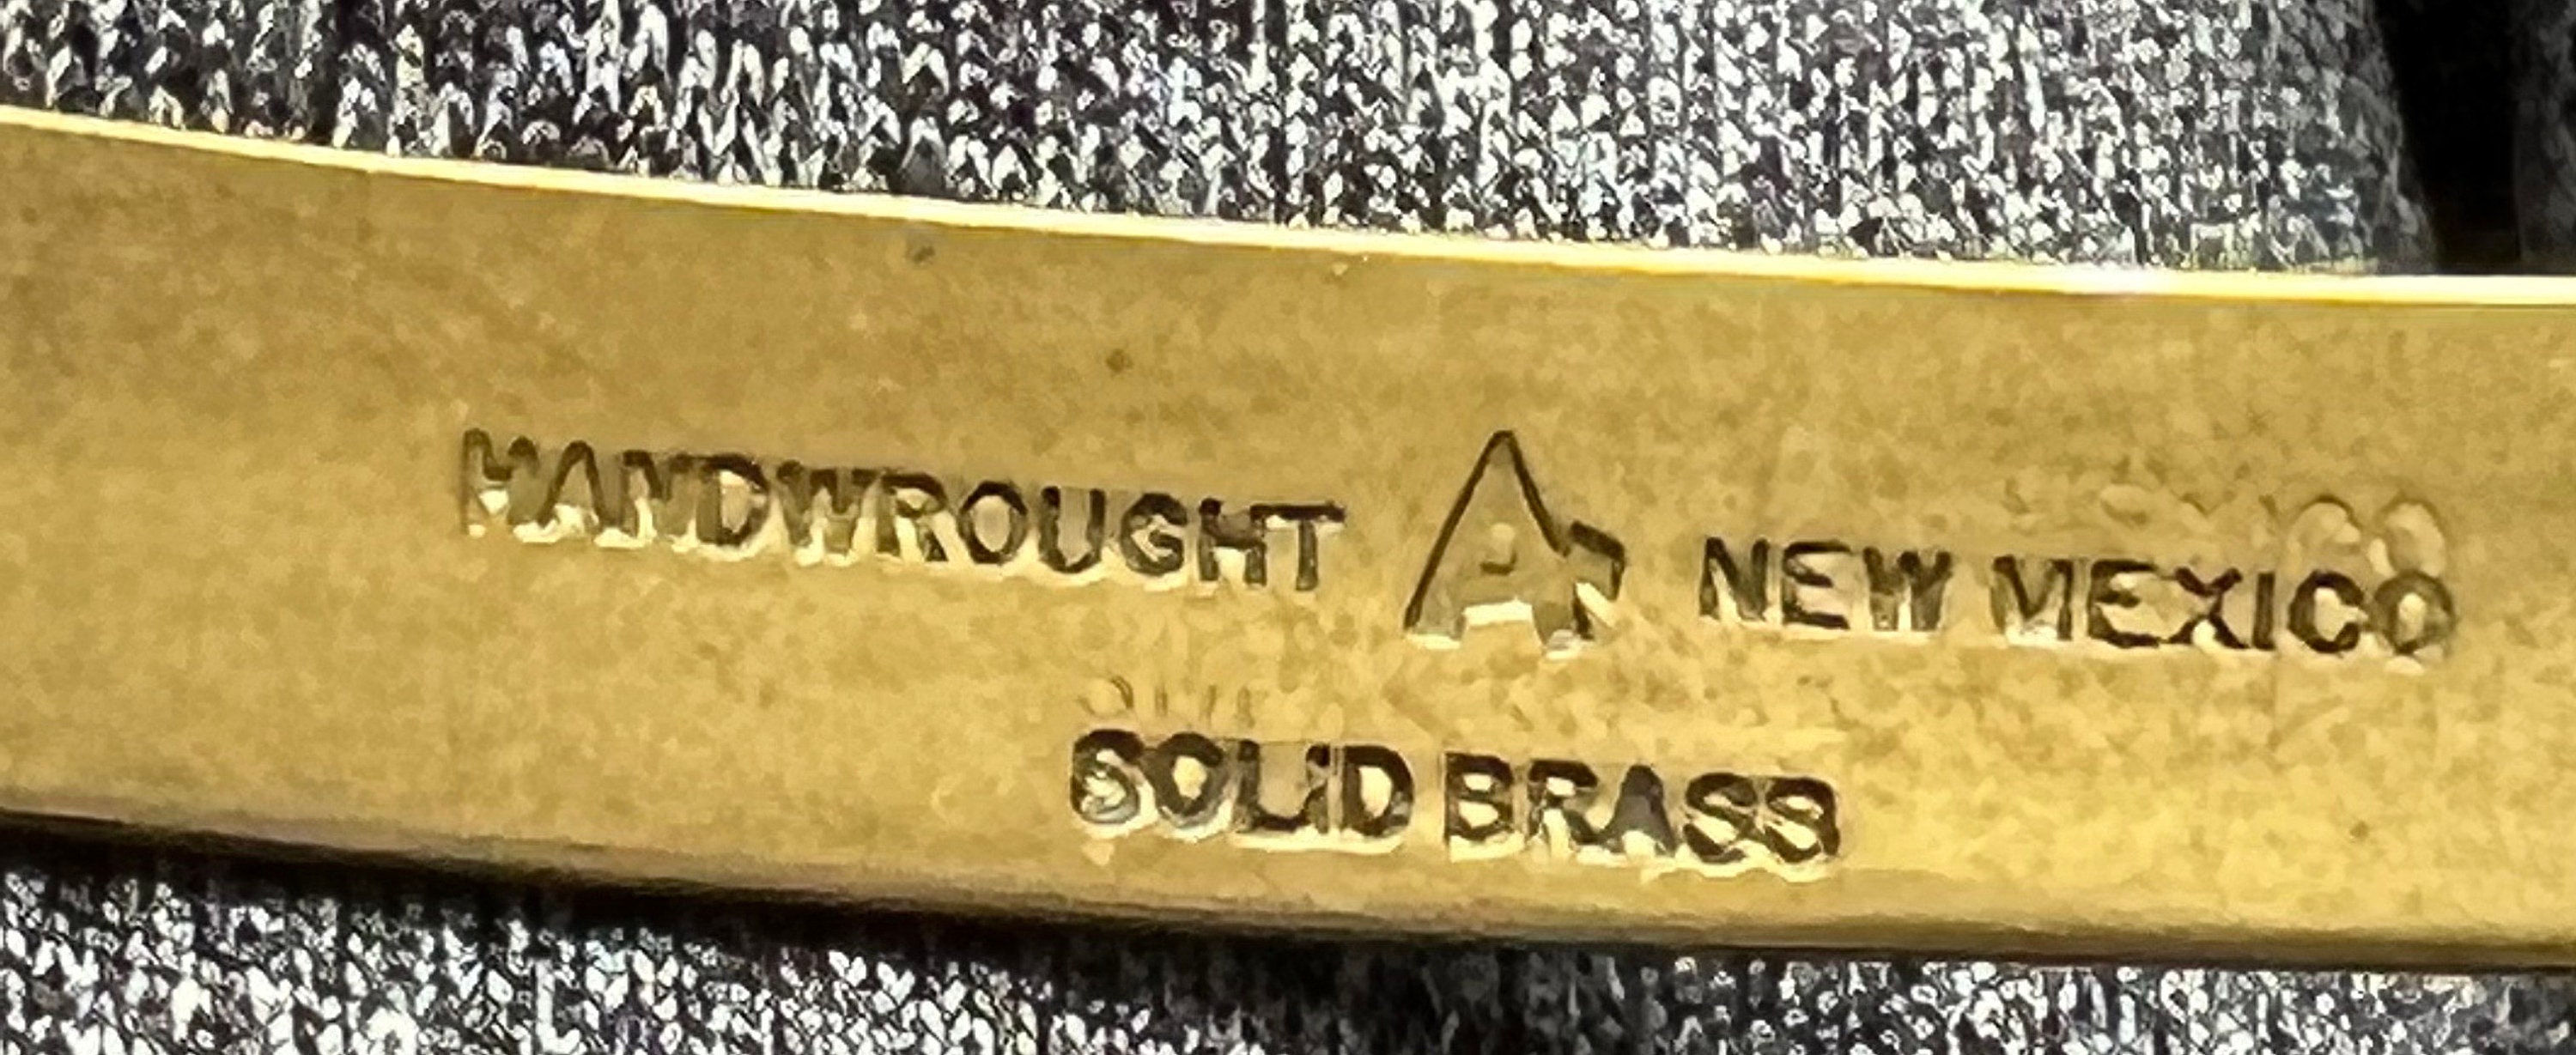 HANDWROUGHT A NEW MEXICO
SOLID BRASS